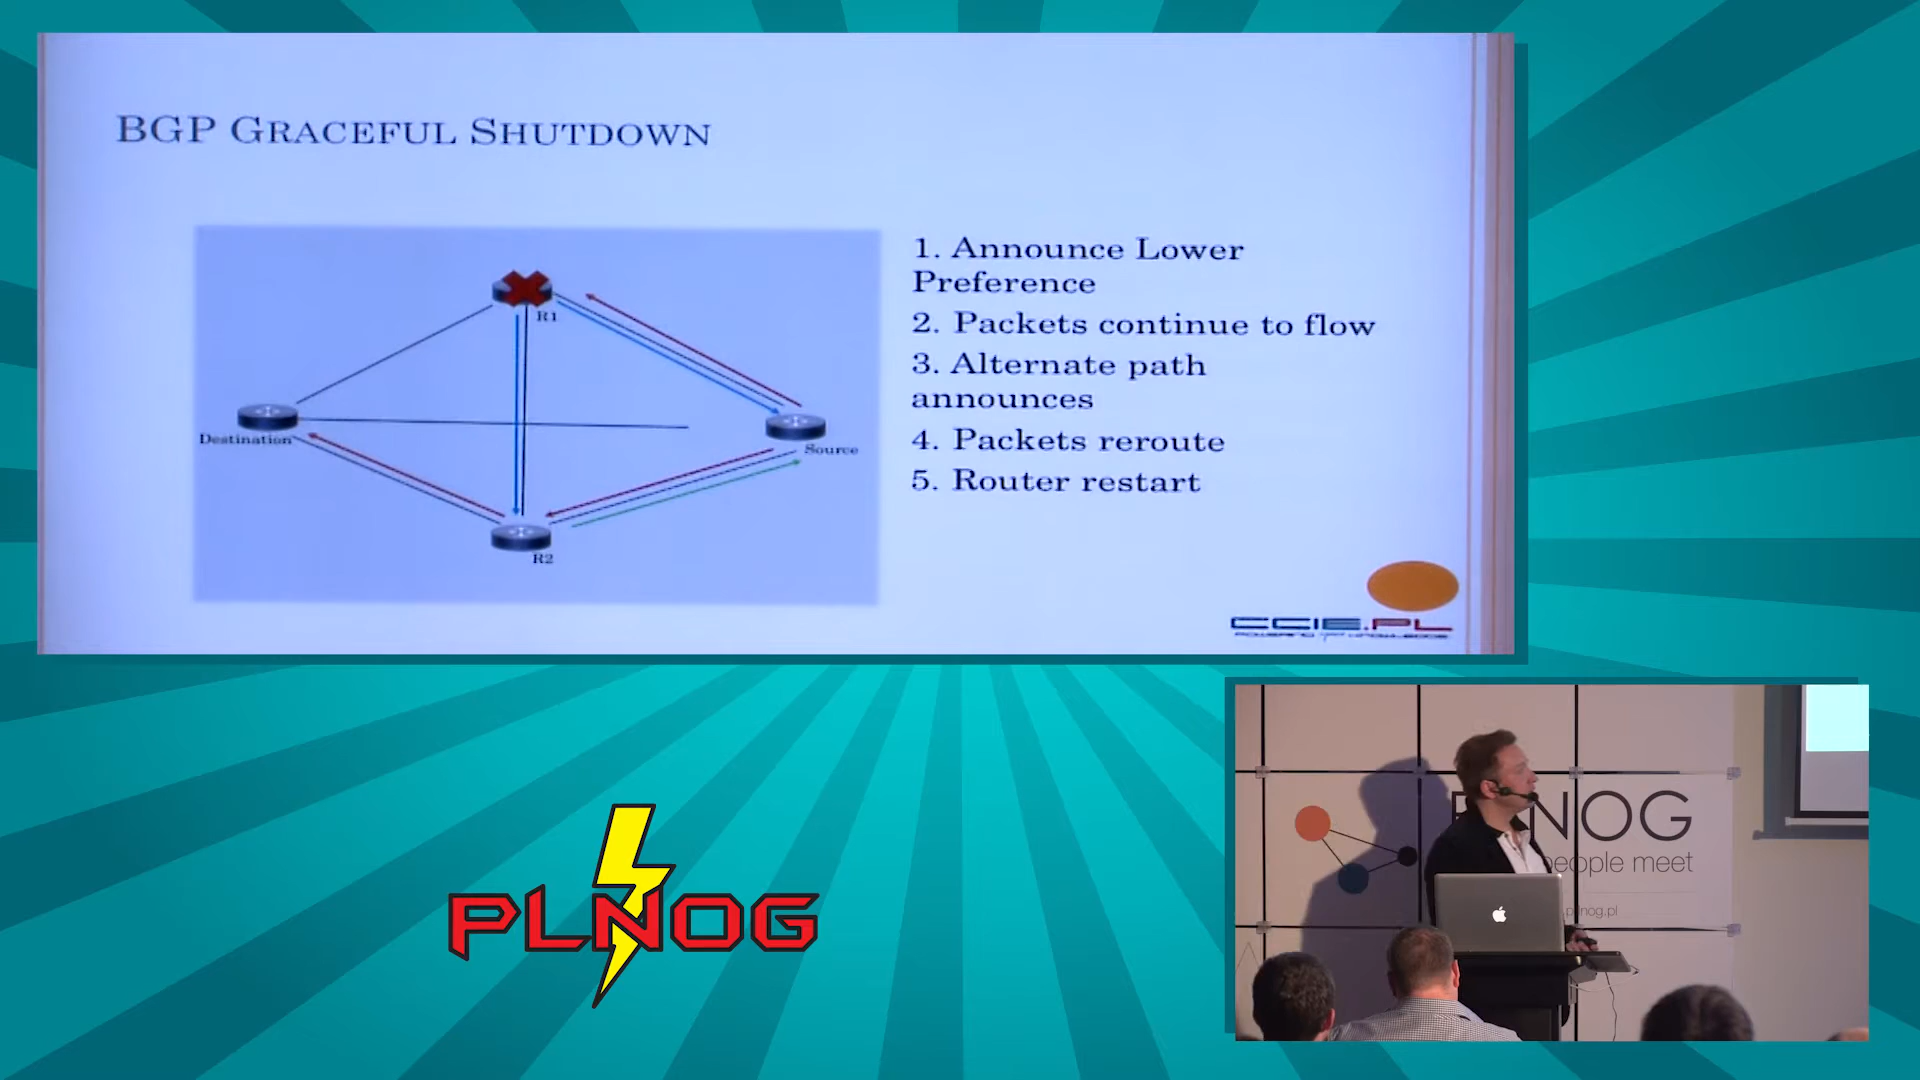 BGP GRACEFUL SHUTDOWN
R1
Destination
Source
R2
1. Announce Lower
Preference
2. Packets continue to flow
3. Alternate path
announces
4. Packets reroute
5. Router restart
CCIE.PL
PLNOG
PLNOG
people meet
plnog.pl